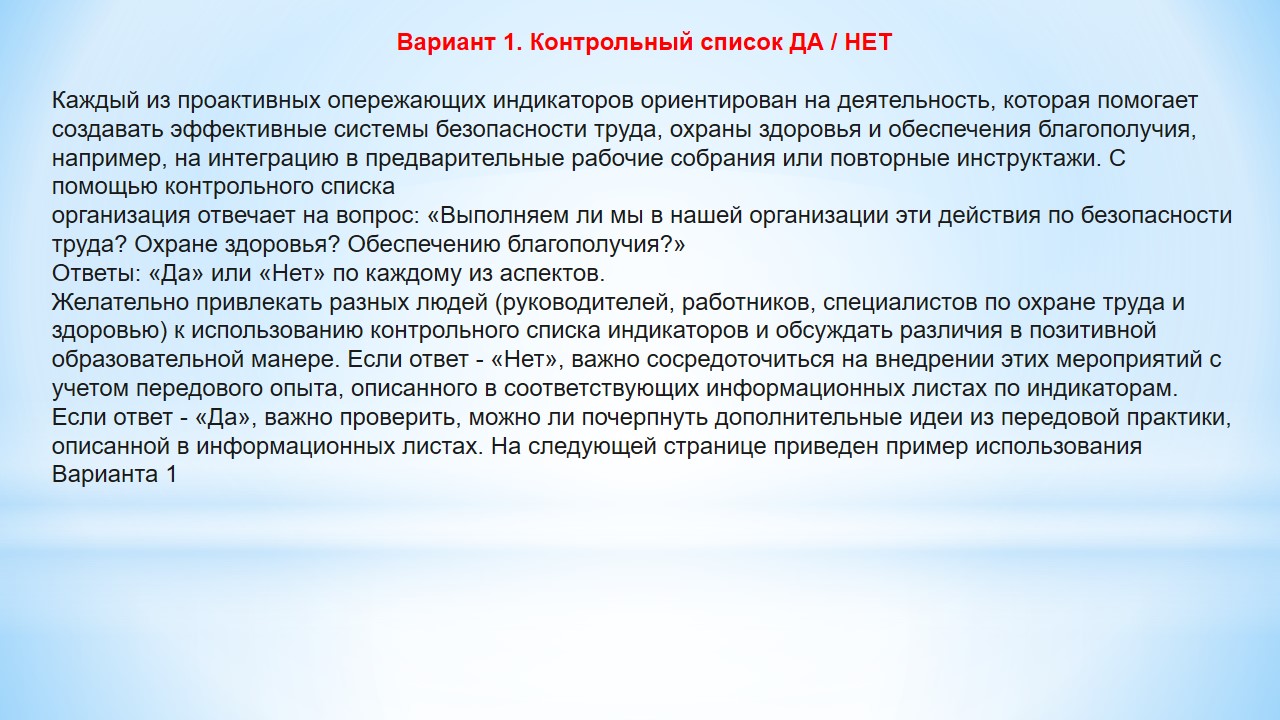 Вариант 1. Контрольный список ДА / НЕТ
Каждый из проактивных опережающих индикаторов ориентирован на деятельность, которая помогает
создавать эффективные системы безопасности труда, охраны здоровья и обеспечения благополучия,
например, на интеграцию в предварительные рабочие собрания или повторные инструктажи. С
помощью контрольного списка
организация отвечает на вопрос: «Выполняем ли мы в нашей организации эти действия по безопасности
труда? Охране здоровья? Обеспечению благополучия?»
Ответы: «Да» или «Нет» по каждому из аспектов.
Желательно привлекать разных людей (руководителей, работников, специалистов по охране труда и
здоровью) к использованию контрольного списка индикаторов и обсуждать различия в позитивной
образовательной манере. Если ответ - «Нет», важно сосредоточиться на внедрении этих мероприятий с
учетом передового опыта, описанного в соответствующих информационных листах по индикаторам.
Если ответ - «Да», важно проверить, можно ли почерпнуть дополнительные идеи из передовой практики,
описанной в информационных листах. На следующей странице приведен пример использования
Варианта 1